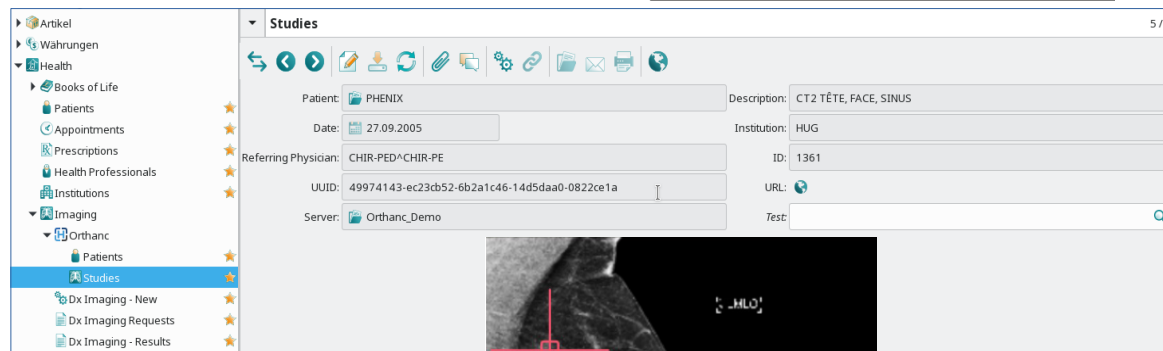 Artikel
Währungen
Health
Books of Life
Patients
Appointments
Prescriptions
Health Professionals
Institutions
Imaging
Orthanc
Patients
Studies
Dx Imaging - New
Dx Imaging Requests
Dx Imaging - Results
Studies 5/
Patient: PHENIX Description: CT2 TÊTE, FACE, SINUS
Date: 27.09.2005 Institution: HUG
Referring Physician: CHIR-PED^CHIR-PE ID: 1361
UUID: 49974143-ec23cb52-6b2a1c46-14d5daa0-0822ce1a URL:
Server: Orthanc_Demo Test: